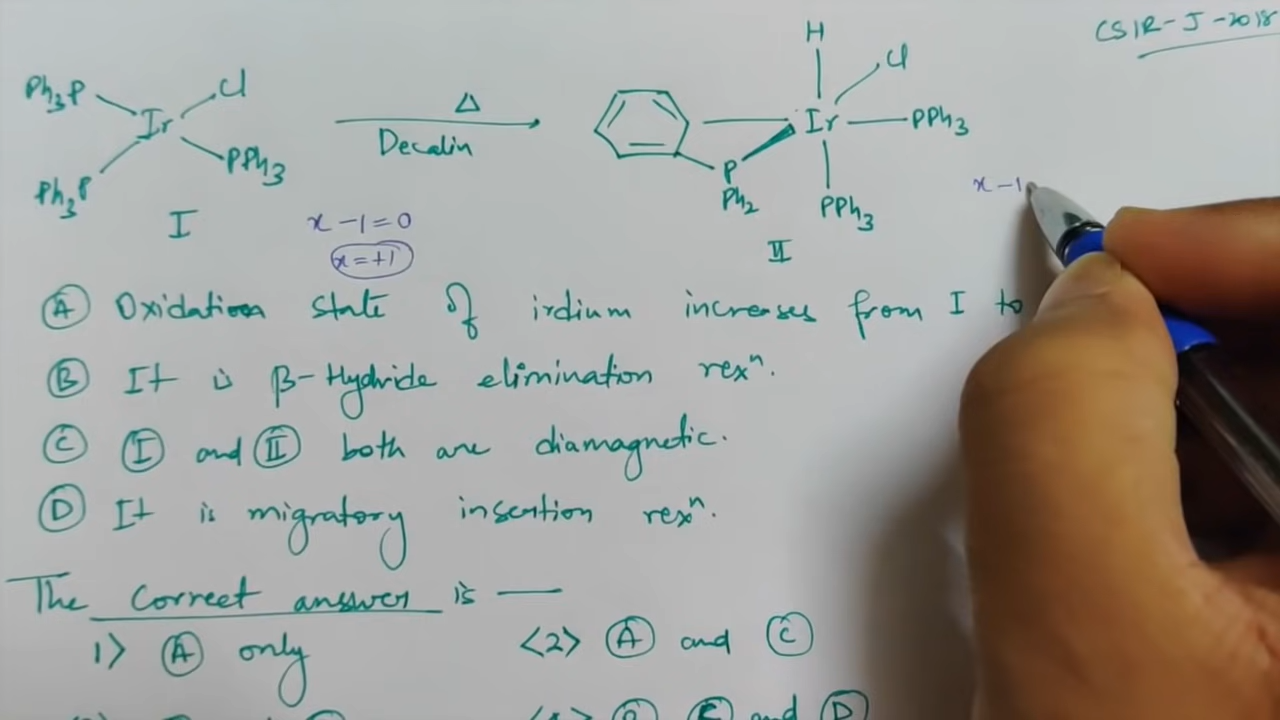 CSIR-J-2018
Ph₃P Cl
Ir
Ph₃P PPh₃
I
Δ
Decalin
H
Cl
Ir PPh₃
P
Ph₂ PPh₃
II
x-1=0
x=+1
x-1
(A) Oxidation state of irdium increases from I to
(B) It is β-Hydride elimination rexⁿ.
(C) (I) and (II) both are diamagnetic.
(D) It is migratory insertion rexⁿ.
The correct answer is —
1> (A) only <2> (A) and (C)
and (D)